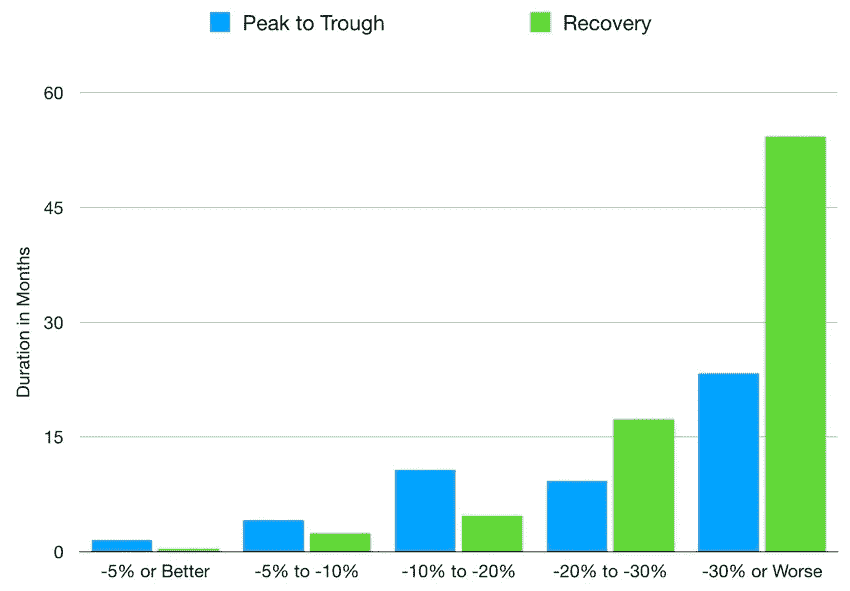 Peak to Trough
Recovery
60
45
30
15
0
Duration in Months
-5% or Better
-5% to -10%
-10% to -20%
-20% to -30%
-30% or Worse